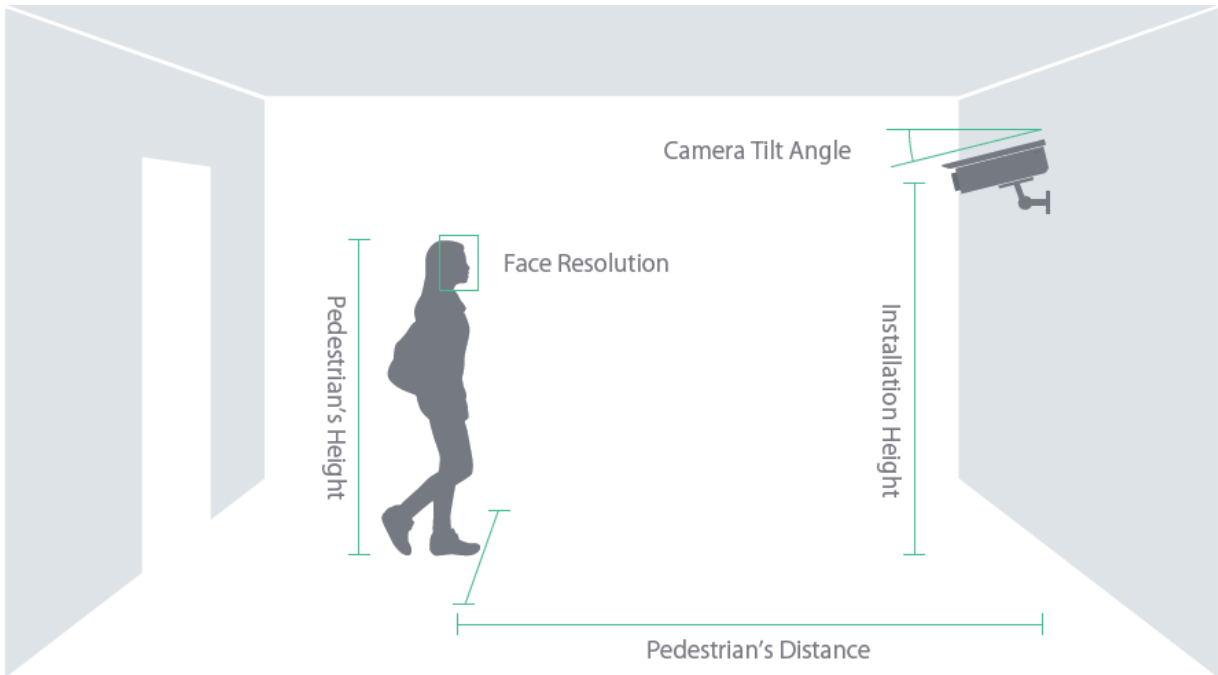 Camera Tilt Angle
Face Resolution
Pedestrian's Height
Installation Height
Pedestrian's Distance